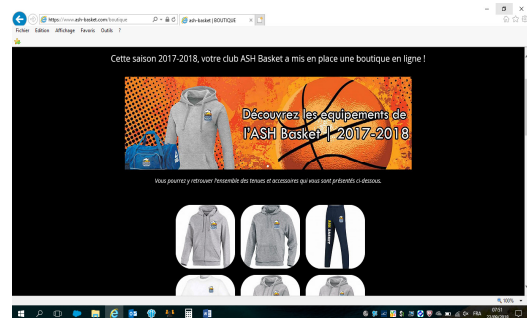 https://www.ash-basket.com/boutique
ash-basket | BOUTIQUE
Fichier Edition Affichage Favoris Outils ?
Cette saison 2017-2018, votre club ASH Basket a mis en place une boutique en ligne !
Découvrez les équipements de
l'ASH Basket | 2017-2018
Vous pourrez y retrouver l'ensemble des tenues et accessoires qui vous sont présentés ci-dessous.
100%
FRA
07:51